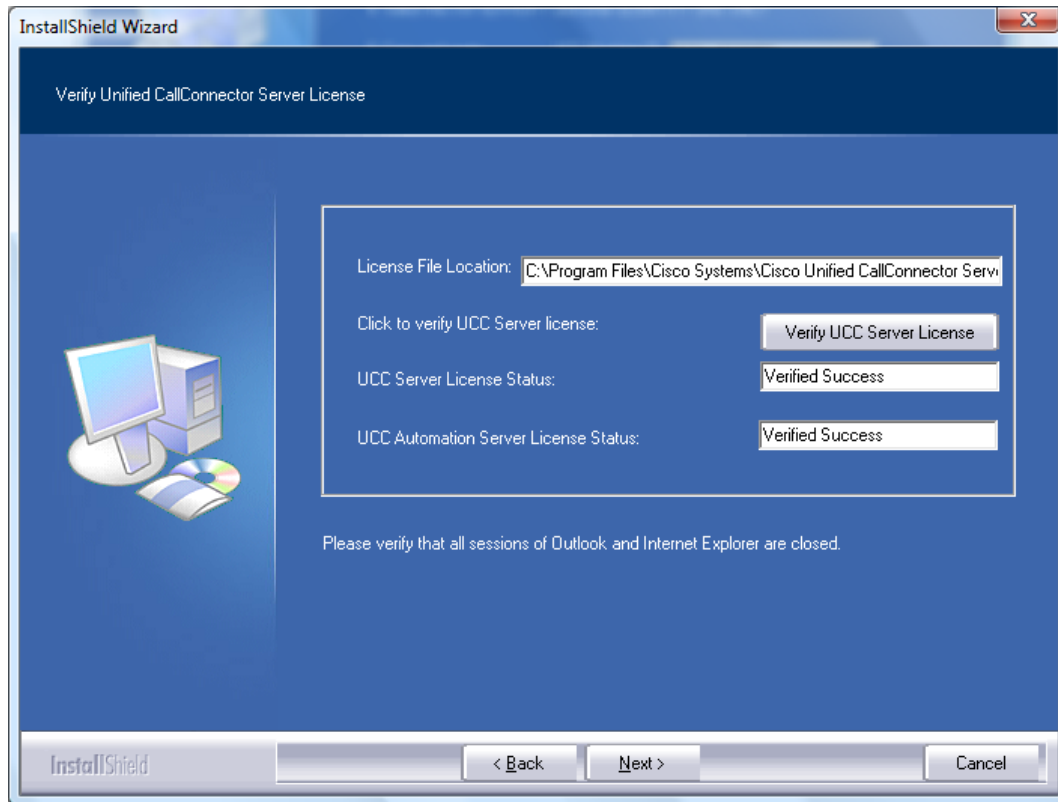 InstallShield Wizard
Verify Unified CallConnector Server License
License File Location: C:\Program Files\Cisco Systems\Cisco Unified CallConnector Serv
Click to verify UCC Server license: Verify UCC Server License
UCC Server License Status: Verified Success
UCC Automation Server License Status: Verified Success
Please verify that all sessions of Outlook and Internet Explorer are closed.
InstallShield
< Back Next > Cancel